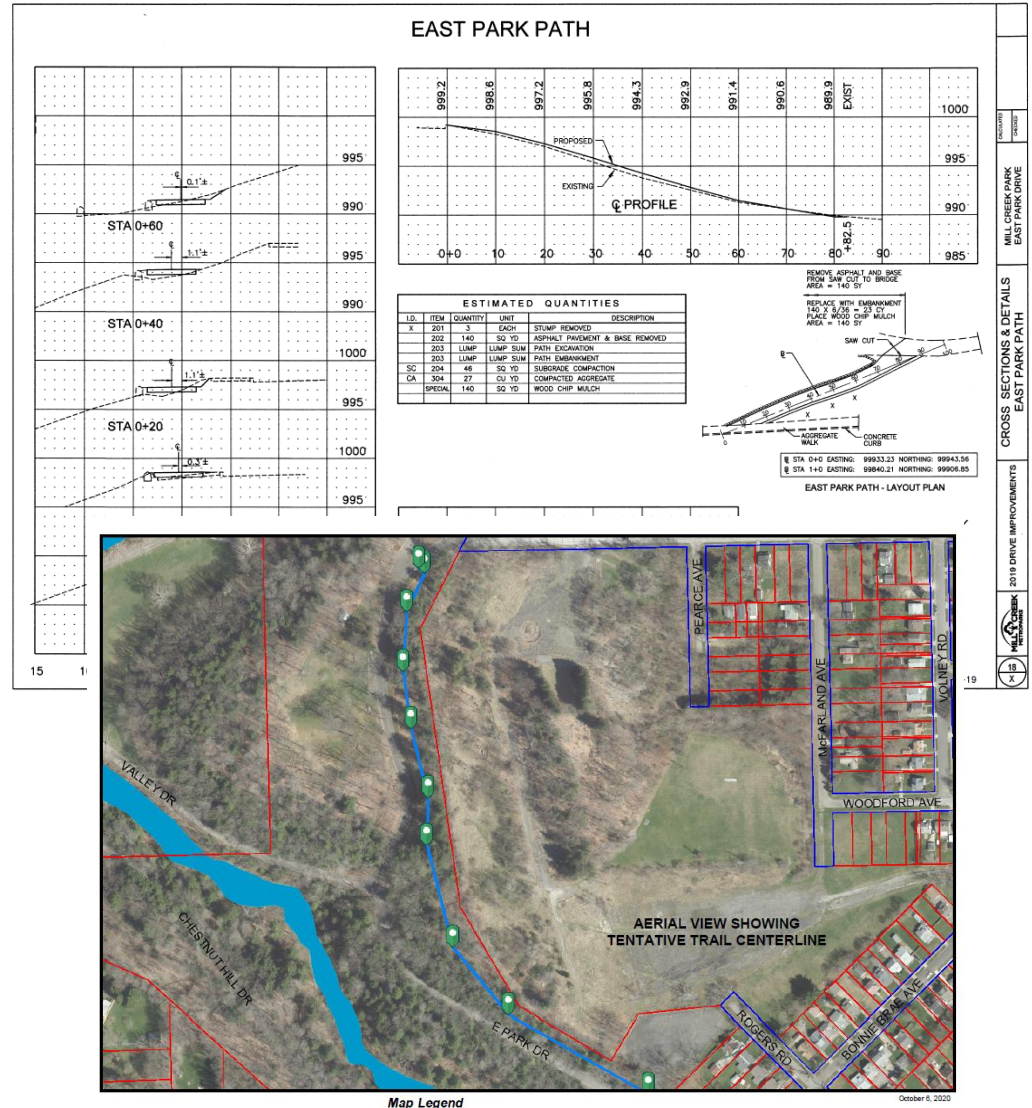 EAST PARK PATH
995
990
STA 0+60
0.1'±
995
990
STA 0+40
1.1'±
1000
995
STA 0+20
1.1'±
1000
995
0.3'±
15
999.2 998.6 997.2 995.8 994.3 992.9 991.4 990.6 989.9 EXIST
1000
995
990
985
PROPOSED
EXISTING
℄ PROFILE
+82.5
0+0 10 20 30 40 50 60 70 80 90
ESTIMATED QUANTITIES
I.D. ITEM QUANTITY UNIT DESCRIPTION
X 201 3 EACH STUMP REMOVED
202 140 SQ YD ASPHALT PAVEMENT & BASE REMOVED
203 LUMP LUMP SUM PATH EXCAVATION
203 LUMP LUMP SUM PATH EMBANKMENT
SC 204 46 SQ YD SUBGRADE COMPACTION
CA 304 27 CU YD COMPACTED AGGREGATE
SPECIAL 140 SQ YD WOOD CHIP MULCH
REMOVE ASPHALT AND BASE
FROM SAW CUT TO BRIDGE
AREA = 140 SY
REPLACE WITH EMBANKMENT
140 X 6/36 = 23 CY
PLACE WOOD CHIP MULCH
AREA = 140 SY
SAW CUT
AGGREGATE
WALK
CONCRETE
CURB
STA 0+0 EASTING: 99933.23 NORTHING: 99943.56
STA 1+0 EASTING: 99840.21 NORTHING: 99906.85
EAST PARK PATH - LAYOUT PLAN
CALCULATED
CHECKED
MILL CREEK PARK
EAST PARK DRIVE
CROSS SECTIONS & DETAILS
EAST PARK PATH
2019 DRIVE IMPROVEMENTS
MILL CREEK
METROPARKS
18
X
PEARCE AVE
McFARLAND AVE
VOLNEY RD
WOODFORD AVE
VALLEY DR
CHESTNUT HILL DR
AERIAL VIEW SHOWING
TENTATIVE TRAIL CENTERLINE
E PARK DR
ROGERS RD
BONNIE BRAE AVE
Map Legend
October 6, 2020